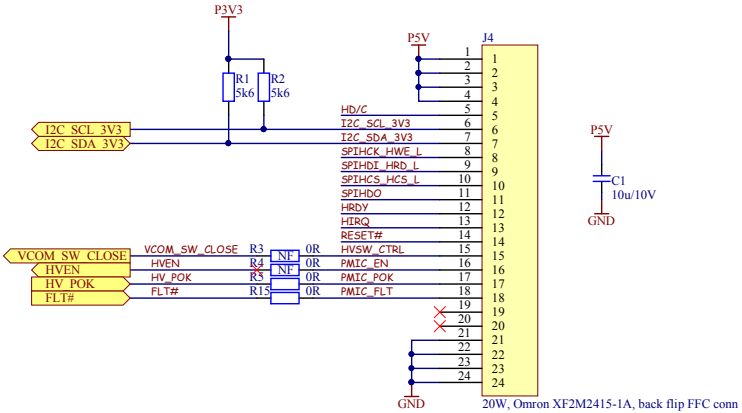 P3V3
P5V
J4
R1
5k6
R2
5k6
1 1
2 2
3 3
4 4
HD/C 5 5
I2C_SCL_3V3 I2C_SCL_3V3 6 6
I2C_SDA_3V3 I2C_SDA_3V3 7 7
SPIHCK_HWE_L 8 8
SPIHDI_HRD_L 9 9
SPIHCS_HCS_L 10 10
SPIHDO 11 11
HRDY 12 12
HIRQ 13 13
RESET# 14 14
VCOM_SW_CLOSE VCOM_SW_CLOSE R3 NF 0R HVSW_CTRL 15 15
HVEN HVEN R4 NF 0R PMIC_EN 16 16
HV_POK HV_POK R5 0R PMIC_POK 17 17
FLT# FLT# R15 0R PMIC_FLT 18 18
19 19
20 20
21 21
22 22
23 23
24 24
GND
20W, Omron XF2M2415-1A, back flip FFC conn
P5V
C1
10u/10V
GND